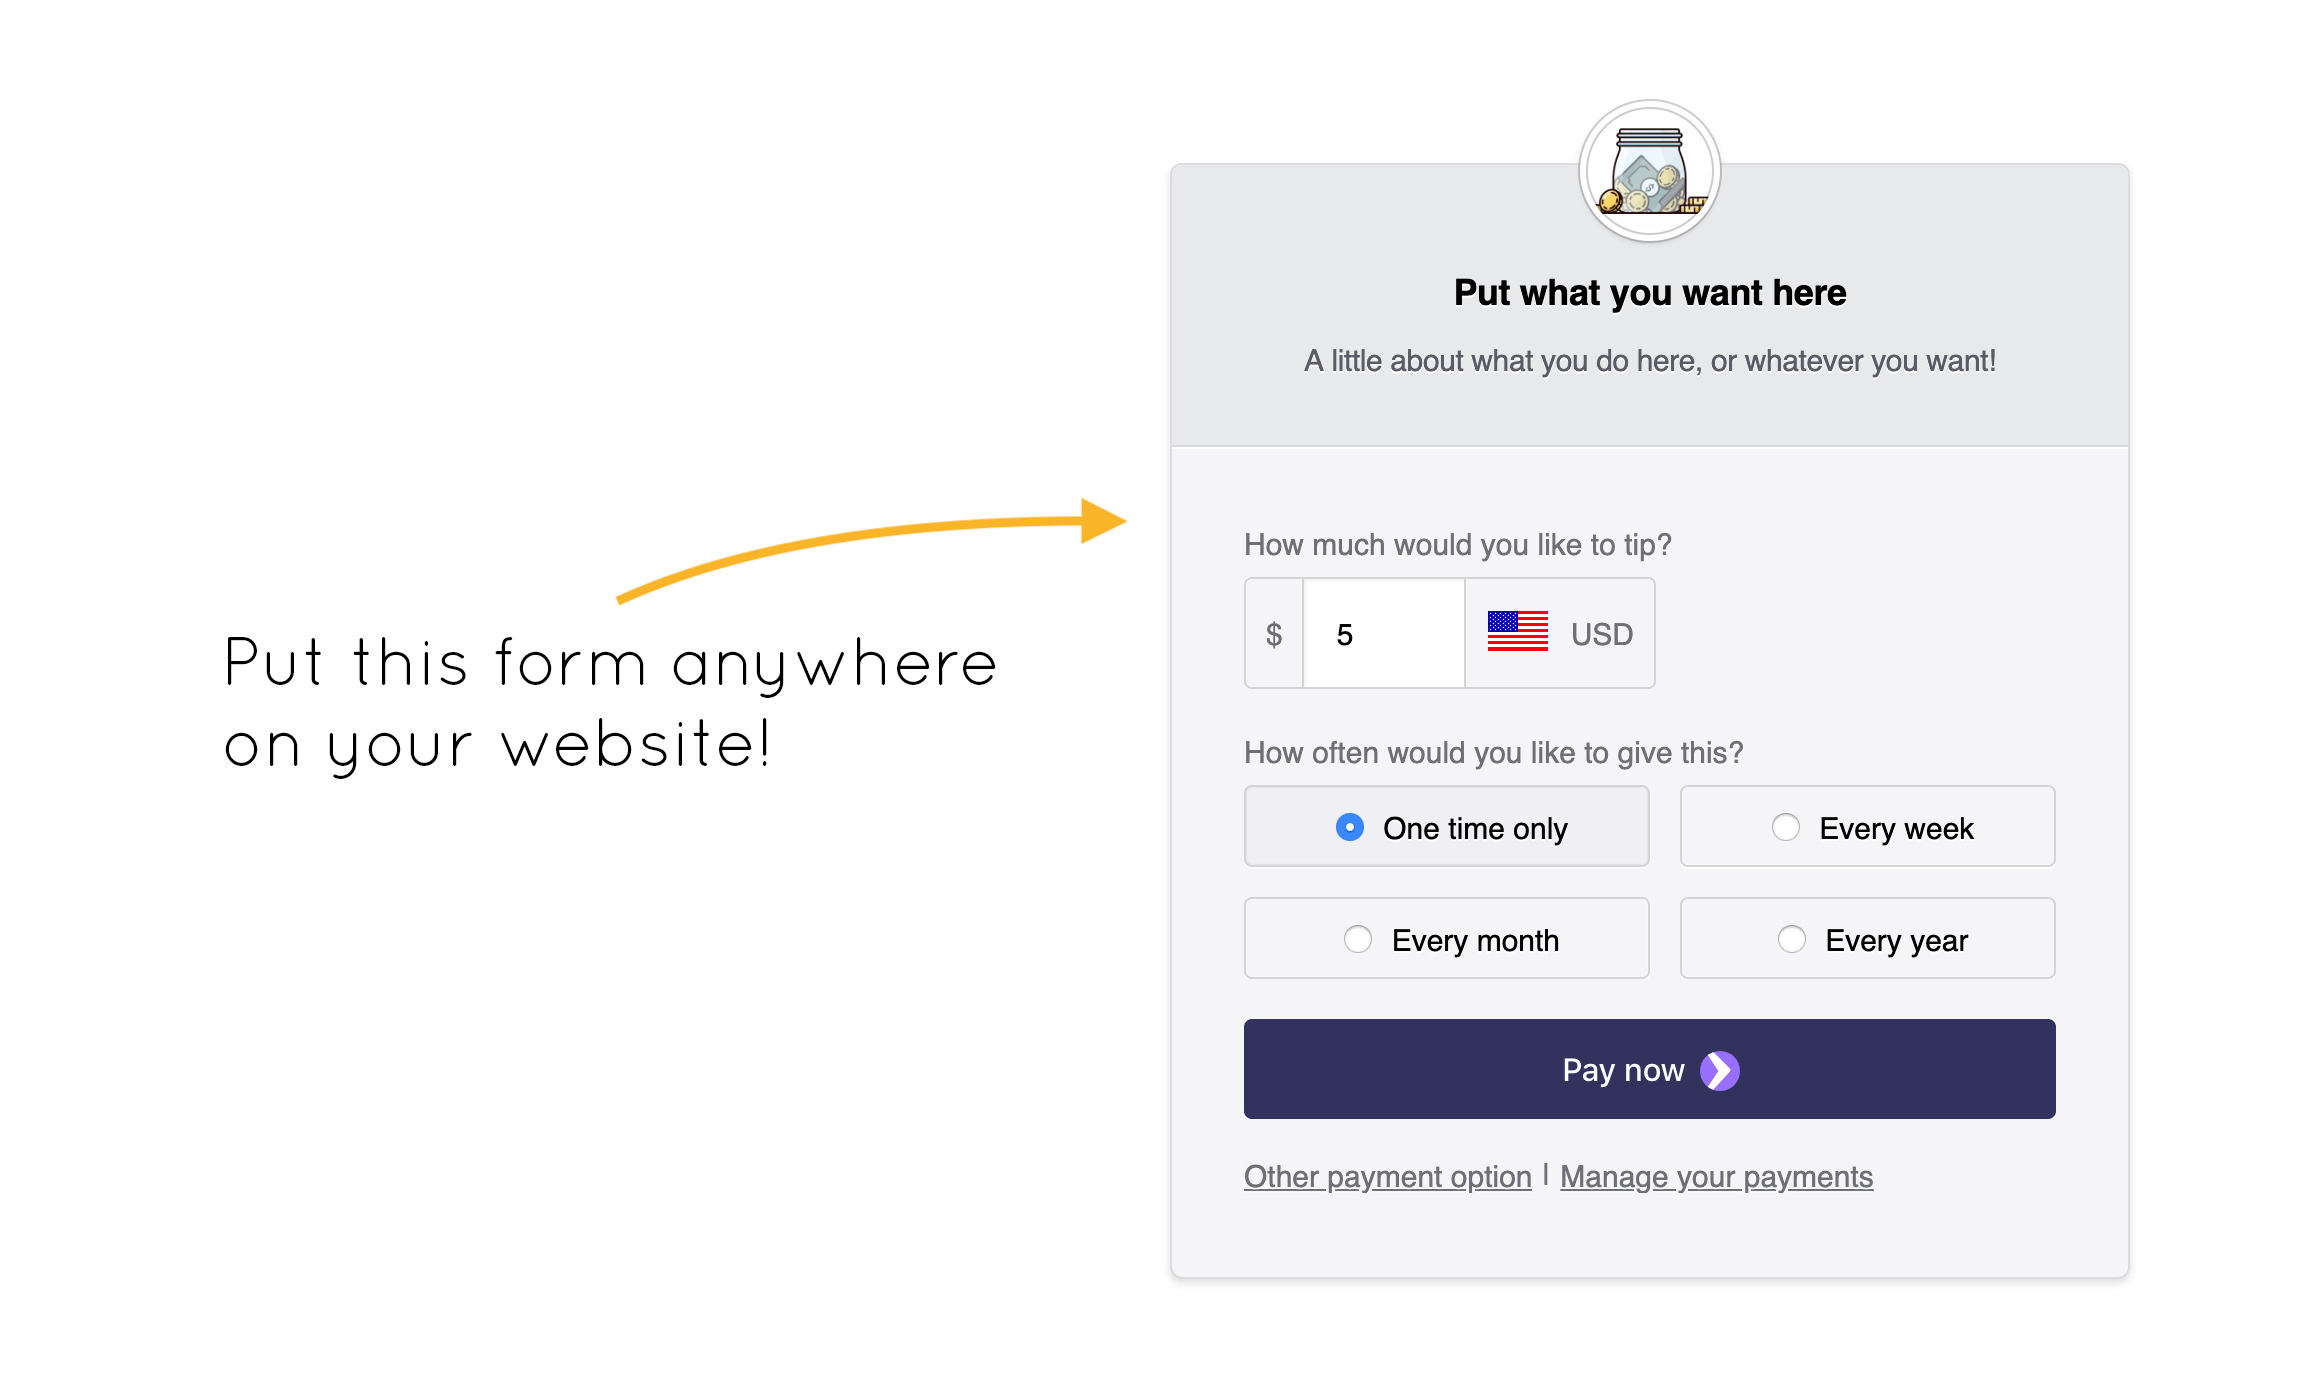 Put what you want here
A little about what you do here, or whatever you want!
Put this form anywhere
on your website!
How much would you like to tip?
$ 5 USD
How often would you like to give this?
One time only Every week
Every month Every year
Pay now
Other payment option | Manage your payments